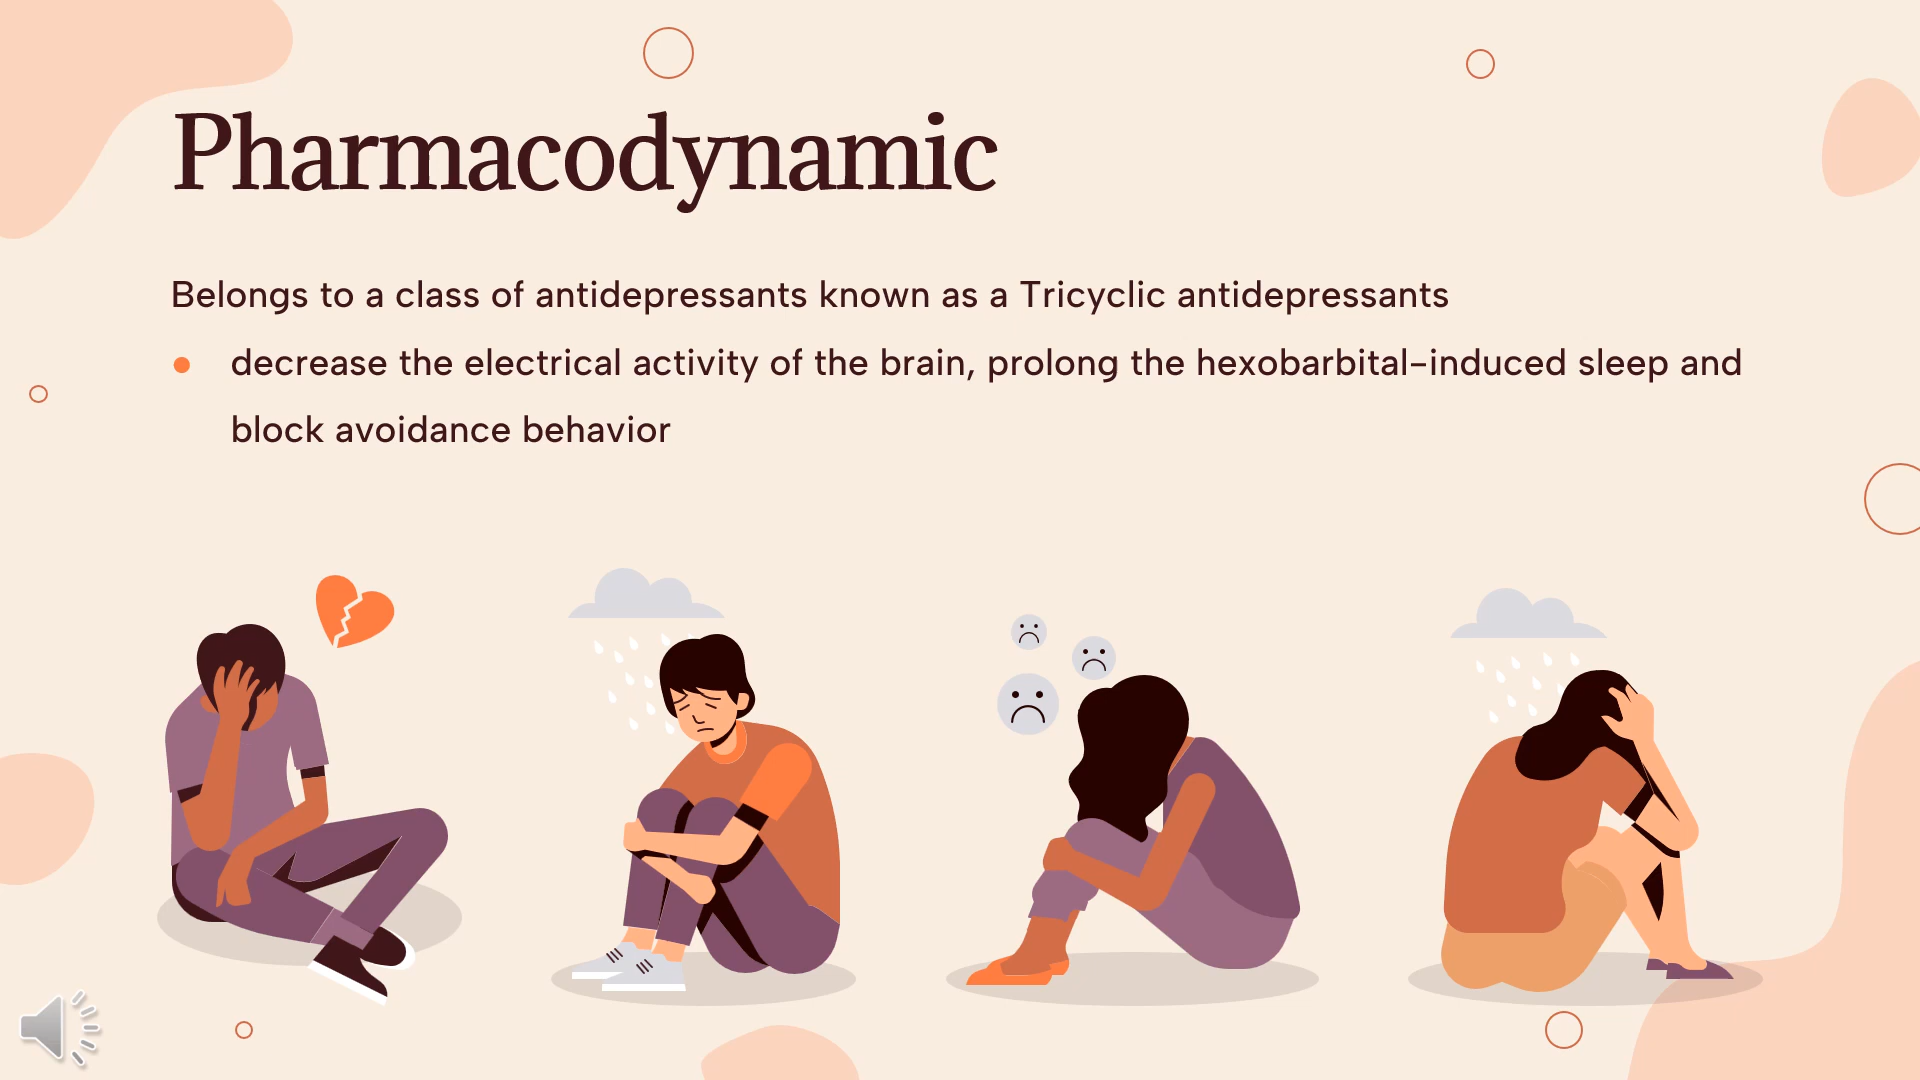 Pharmacodynamic
Belongs to a class of antidepressants known as a Tricyclic antidepressants
decrease the electrical activity of the brain, prolong the hexobarbital-induced sleep and
block avoidance behavior